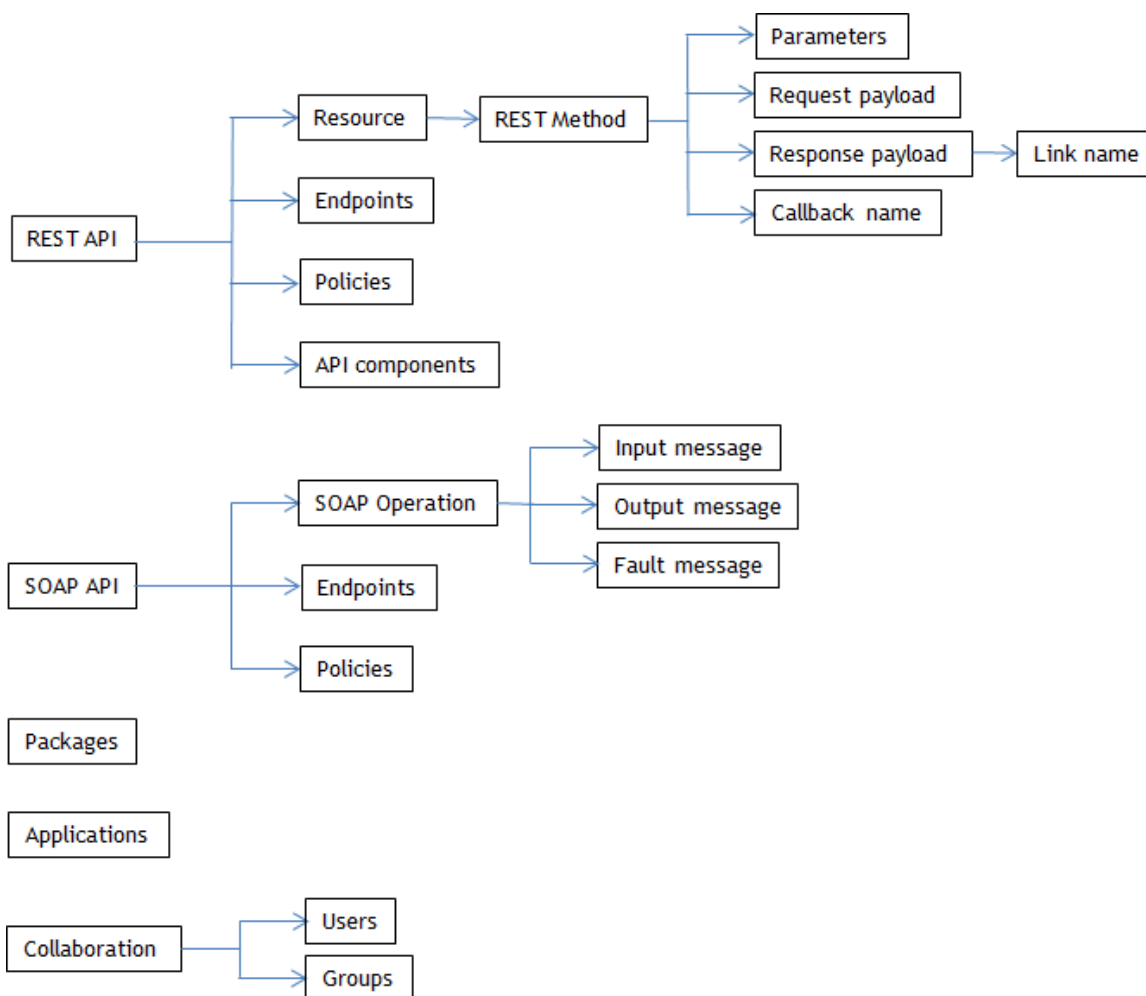 Parameters
Request payload
Resource
REST Method
Response payload
Link name
Endpoints
Callback name
REST API
Policies
API components
Input message
SOAP Operation
Output message
Fault message
SOAP API
Endpoints
Policies
Packages
Applications
Users
Collaboration
Groups